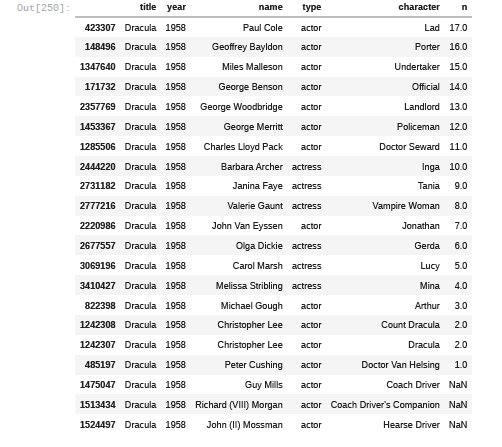 Out[250]:
title year name type character n
423307 Dracula 1958 Paul Cole actor Lad 17.0
148496 Dracula 1958 Geoffrey Bayldon actor Porter 16.0
1347640 Dracula 1958 Miles Malleson actor Undertaker 15.0
171732 Dracula 1958 George Benson actor Official 14.0
2357769 Dracula 1958 George Woodbridge actor Landlord 13.0
1453367 Dracula 1958 George Merritt actor Policeman 12.0
1285506 Dracula 1958 Charles Lloyd Pack actor Doctor Seward 11.0
2444220 Dracula 1958 Barbara Archer actress Inga 10.0
2731182 Dracula 1958 Janina Faye actress Tania 9.0
2777216 Dracula 1958 Valerie Gaunt actress Vampire Woman 8.0
2220986 Dracula 1958 John Van Eyssen actor Jonathan 7.0
2677557 Dracula 1958 Olga Dickie actress Gerda 6.0
3069196 Dracula 1958 Carol Marsh actress Lucy 5.0
3410427 Dracula 1958 Melissa Stribling actress Mina 4.0
822398 Dracula 1958 Michael Gough actor Arthur 3.0
1242308 Dracula 1958 Christopher Lee actor Count Dracula 2.0
1242307 Dracula 1958 Christopher Lee actor Dracula 2.0
485197 Dracula 1958 Peter Cushing actor Doctor Van Helsing 1.0
1475047 Dracula 1958 Guy Mills actor Coach Driver NaN
1513434 Dracula 1958 Richard (VIII) Morgan actor Coach Driver's Companion NaN
1524497 Dracula 1958 John (II) Mossman actor Hearse Driver NaN